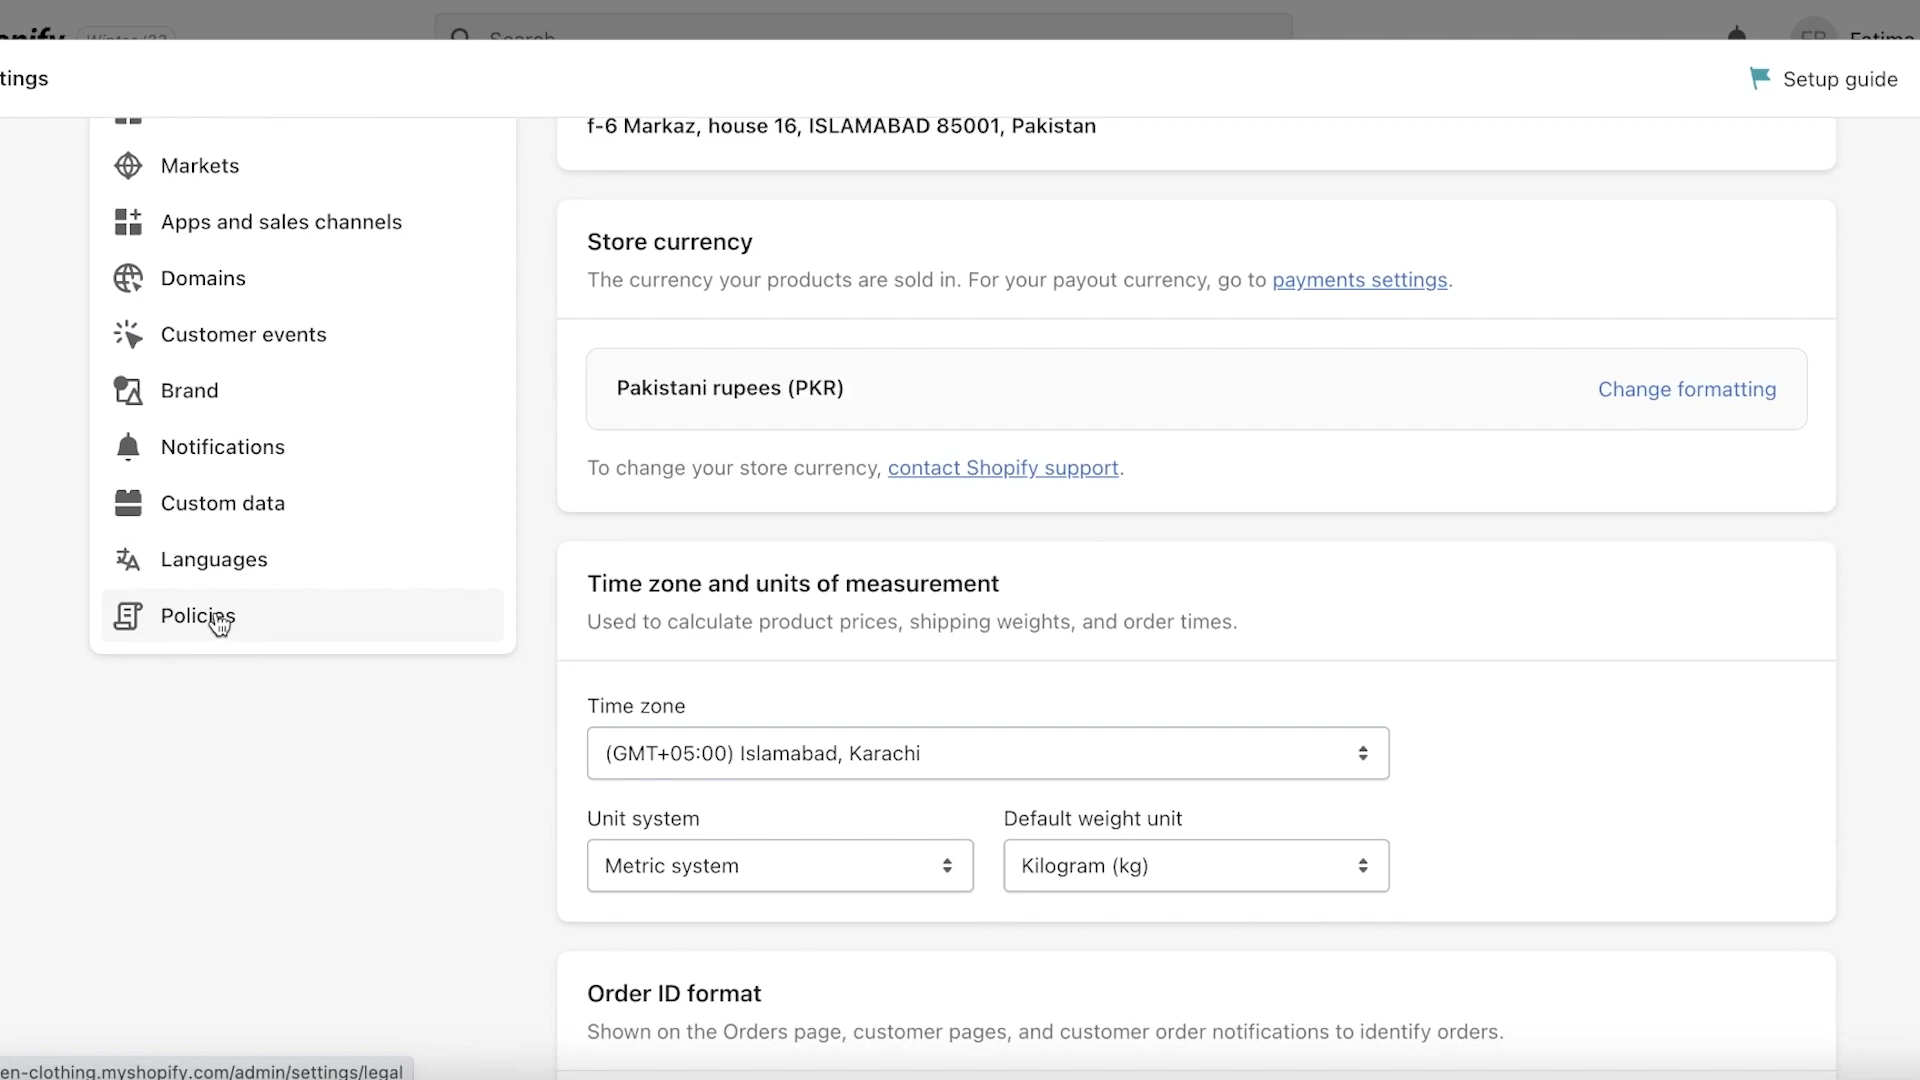 Search
tings
Setup guide
f-6 Markaz, house 16, ISLAMABAD 85001, Pakistan
Markets
Apps and sales channels
Domains
Customer events
Brand
Notifications
Custom data
Languages
Policies
Store currency
The currency your products are sold in. For your payout currency, go to payments settings.
Pakistani rupees (PKR)
Change formatting
To change your store currency, contact Shopify support.
Time zone and units of measurement
Used to calculate product prices, shipping weights, and order times.
Time zone
(GMT+05:00) Islamabad, Karachi
Unit system
Default weight unit
Metric system
Kilogram (kg)
Order ID format
Shown on the Orders page, customer pages, and customer order notifications to identify orders.
en-clothing.myshopify.com/admin/settings/legal